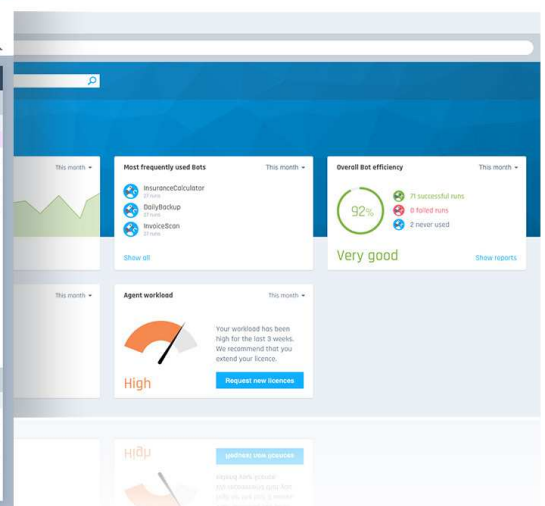 This month
Most frequently used Bots
This month
InsuranceCalculator
27 runs
DailyBackup
27 runs
InvoiceScan
27 runs
Show all
Overall Bot efficiency
This month
92%
71 successful runs
0 failed runs
2 never used
Very good
Show reports
This month
Agent workload
This month
Your workload has been
high for the last 3 weeks.
We recommend that you
extend your licence.
High
Request new licences